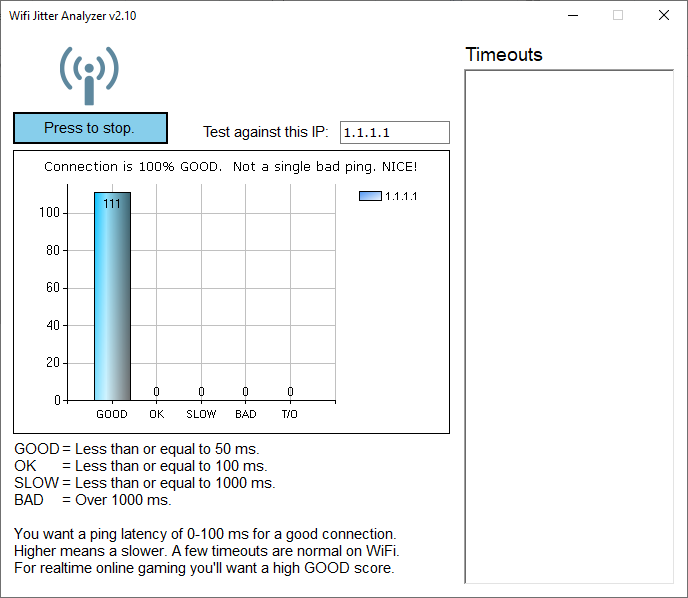 Wifi Jitter Analyzer v2.10
Timeouts
Press to stop.
Test against this IP: 1.1.1.1
Connection is 100% GOOD.  Not a single bad ping. NICE!
1.1.1.1
100
80
60
40
20
0
111
0 0 0 0
GOOD OK SLOW BAD T/O
GOOD = Less than or equal to 50 ms.
OK = Less than or equal to 100 ms.
SLOW = Less than or equal to 1000 ms.
BAD = Over 1000 ms.
You want a ping latency of 0-100 ms for a good connection.
Higher means a slower. A few timeouts are normal on WiFi.
For realtime online gaming you'll want a high GOOD score.